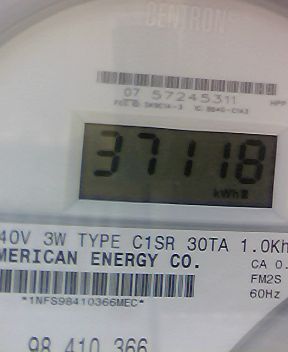 CENTRON
07 57245311
HPP
37118
kWh
40V 3W TYPE C1SR 30TA 1.0Kh
MERICAN ENERGY CO.
CA 0.
FM2S
60Hz
*1NFS98410366MEC*
98 410 366